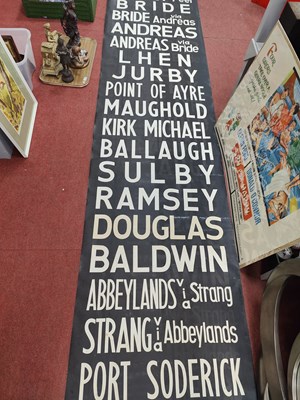 BRIDE
BRIDE via Andreas
ANDREAS
ANDREAS via Bride
LHEN
JURBY
POINT OF AYRE
MAUGHOLD
KIRK MICHAEL
BALLAUGH
SULBY
RAMSEY
DOUGLAS
BALDWIN
ABBEYLANDS via Strang
STRANG via Abbeylands
PORT SODERICK